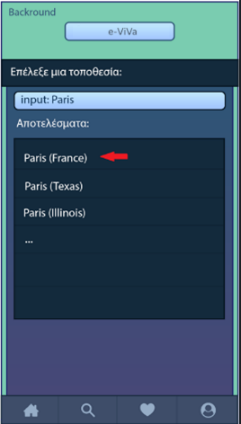 Backround
e-ViVa
Επέλεξε μια τοποθεσία:
input: Paris
Αποτελέσματα:
Paris (France)
Paris (Texas)
Paris (Illinois)
...